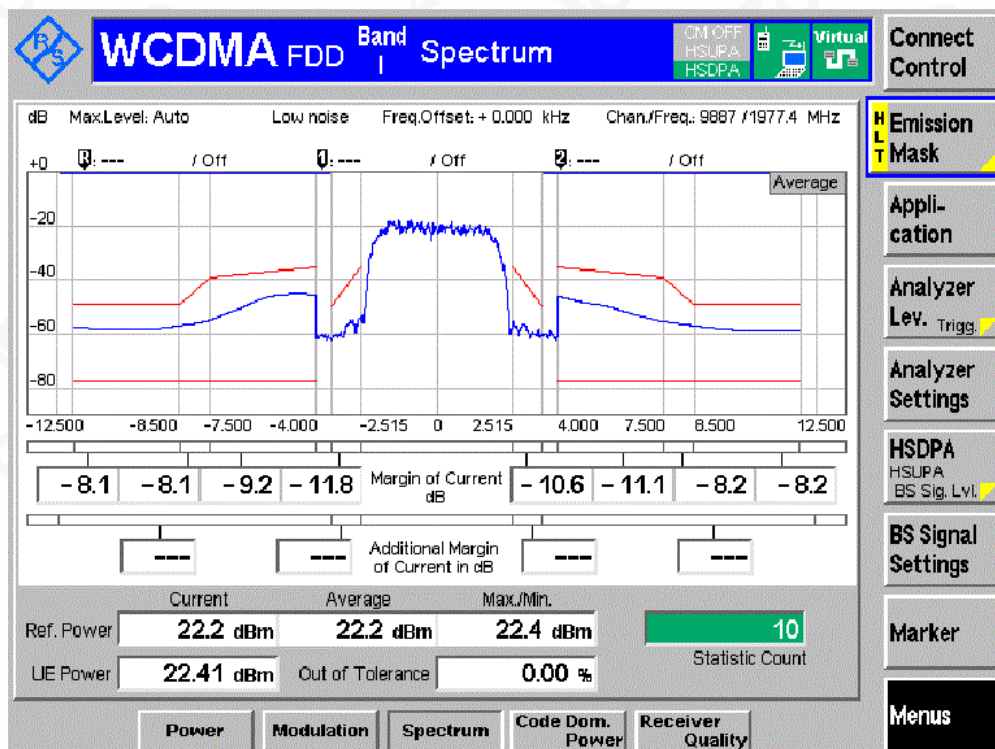 R/S
WCDMA FDD Band I Spectrum
CM OFF
HSUPA
HSDPA
Virtual
Connect Control
dB Max.Level: Auto Low noise Freq.Offset: + 0.000 kHz Chan./Freq.: 9887 / 1977.4 MHz
HLT
Emission Mask
+0 R: --- / Off 1: --- / Off 2: --- / Off
Average
-20
-40
-60
-80
Appli-
cation
Analyzer
Lev. Trigg.
Analyzer
Settings
-12.500 -8.500 -7.500 -4.000 -2.515 0 2.515 4.000 7.500 8.500 12.500
HSDPA
HSUPA
BS Sig. Lvl.
-8.1 -8.1 -9.2 -11.8 Margin of Current dB -10.6 -11.1 -8.2 -8.2
BS Signal
Settings
--- --- Additional Margin of Current in dB --- ---
Current Average Max./Min.
Ref. Power 22.2 dBm 22.2 dBm 22.4 dBm
10
Statistic Count
UE Power 22.41 dBm Out of Tolerance 0.00 %
Marker
Menus
Power Modulation Spectrum Code Dom. Power Receiver Quality